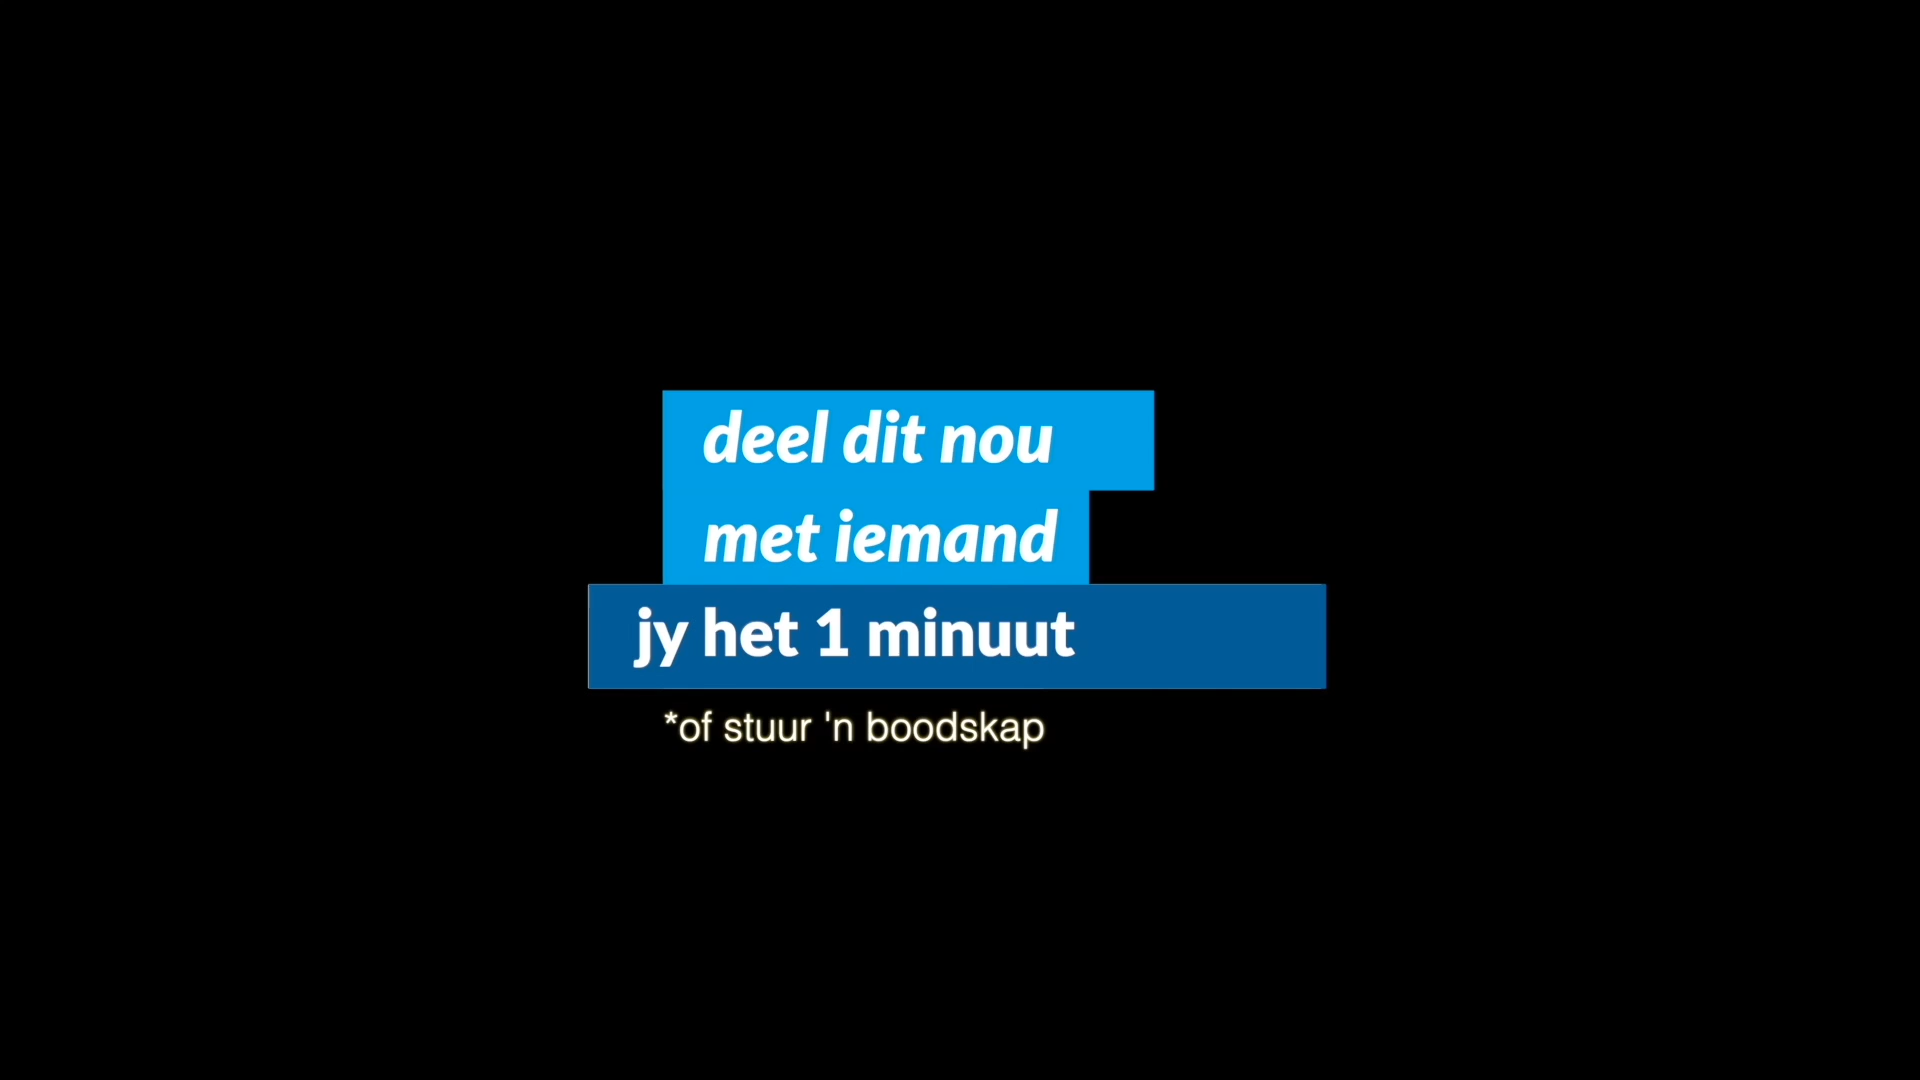 deel dit nou
met iemand
jy het 1 minuut
*of stuur 'n boodskap